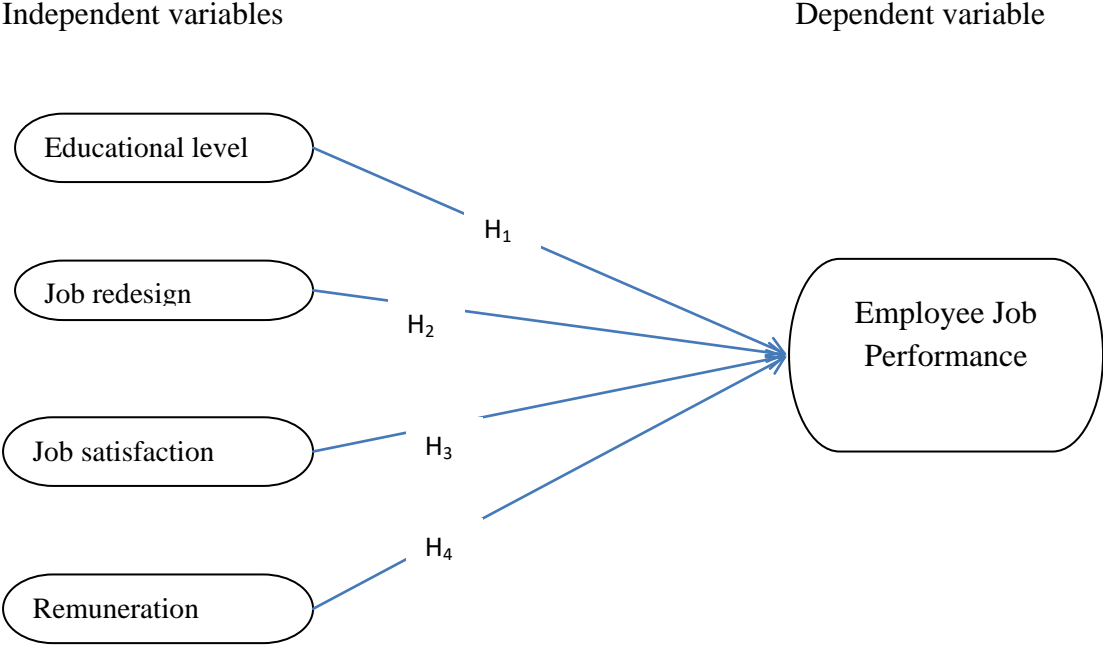 Independent variables
Dependent variable
Educational level
H₁
Job redesign
H₂
Employee Job
Performance
Job satisfaction
H₃
H₄
Remuneration